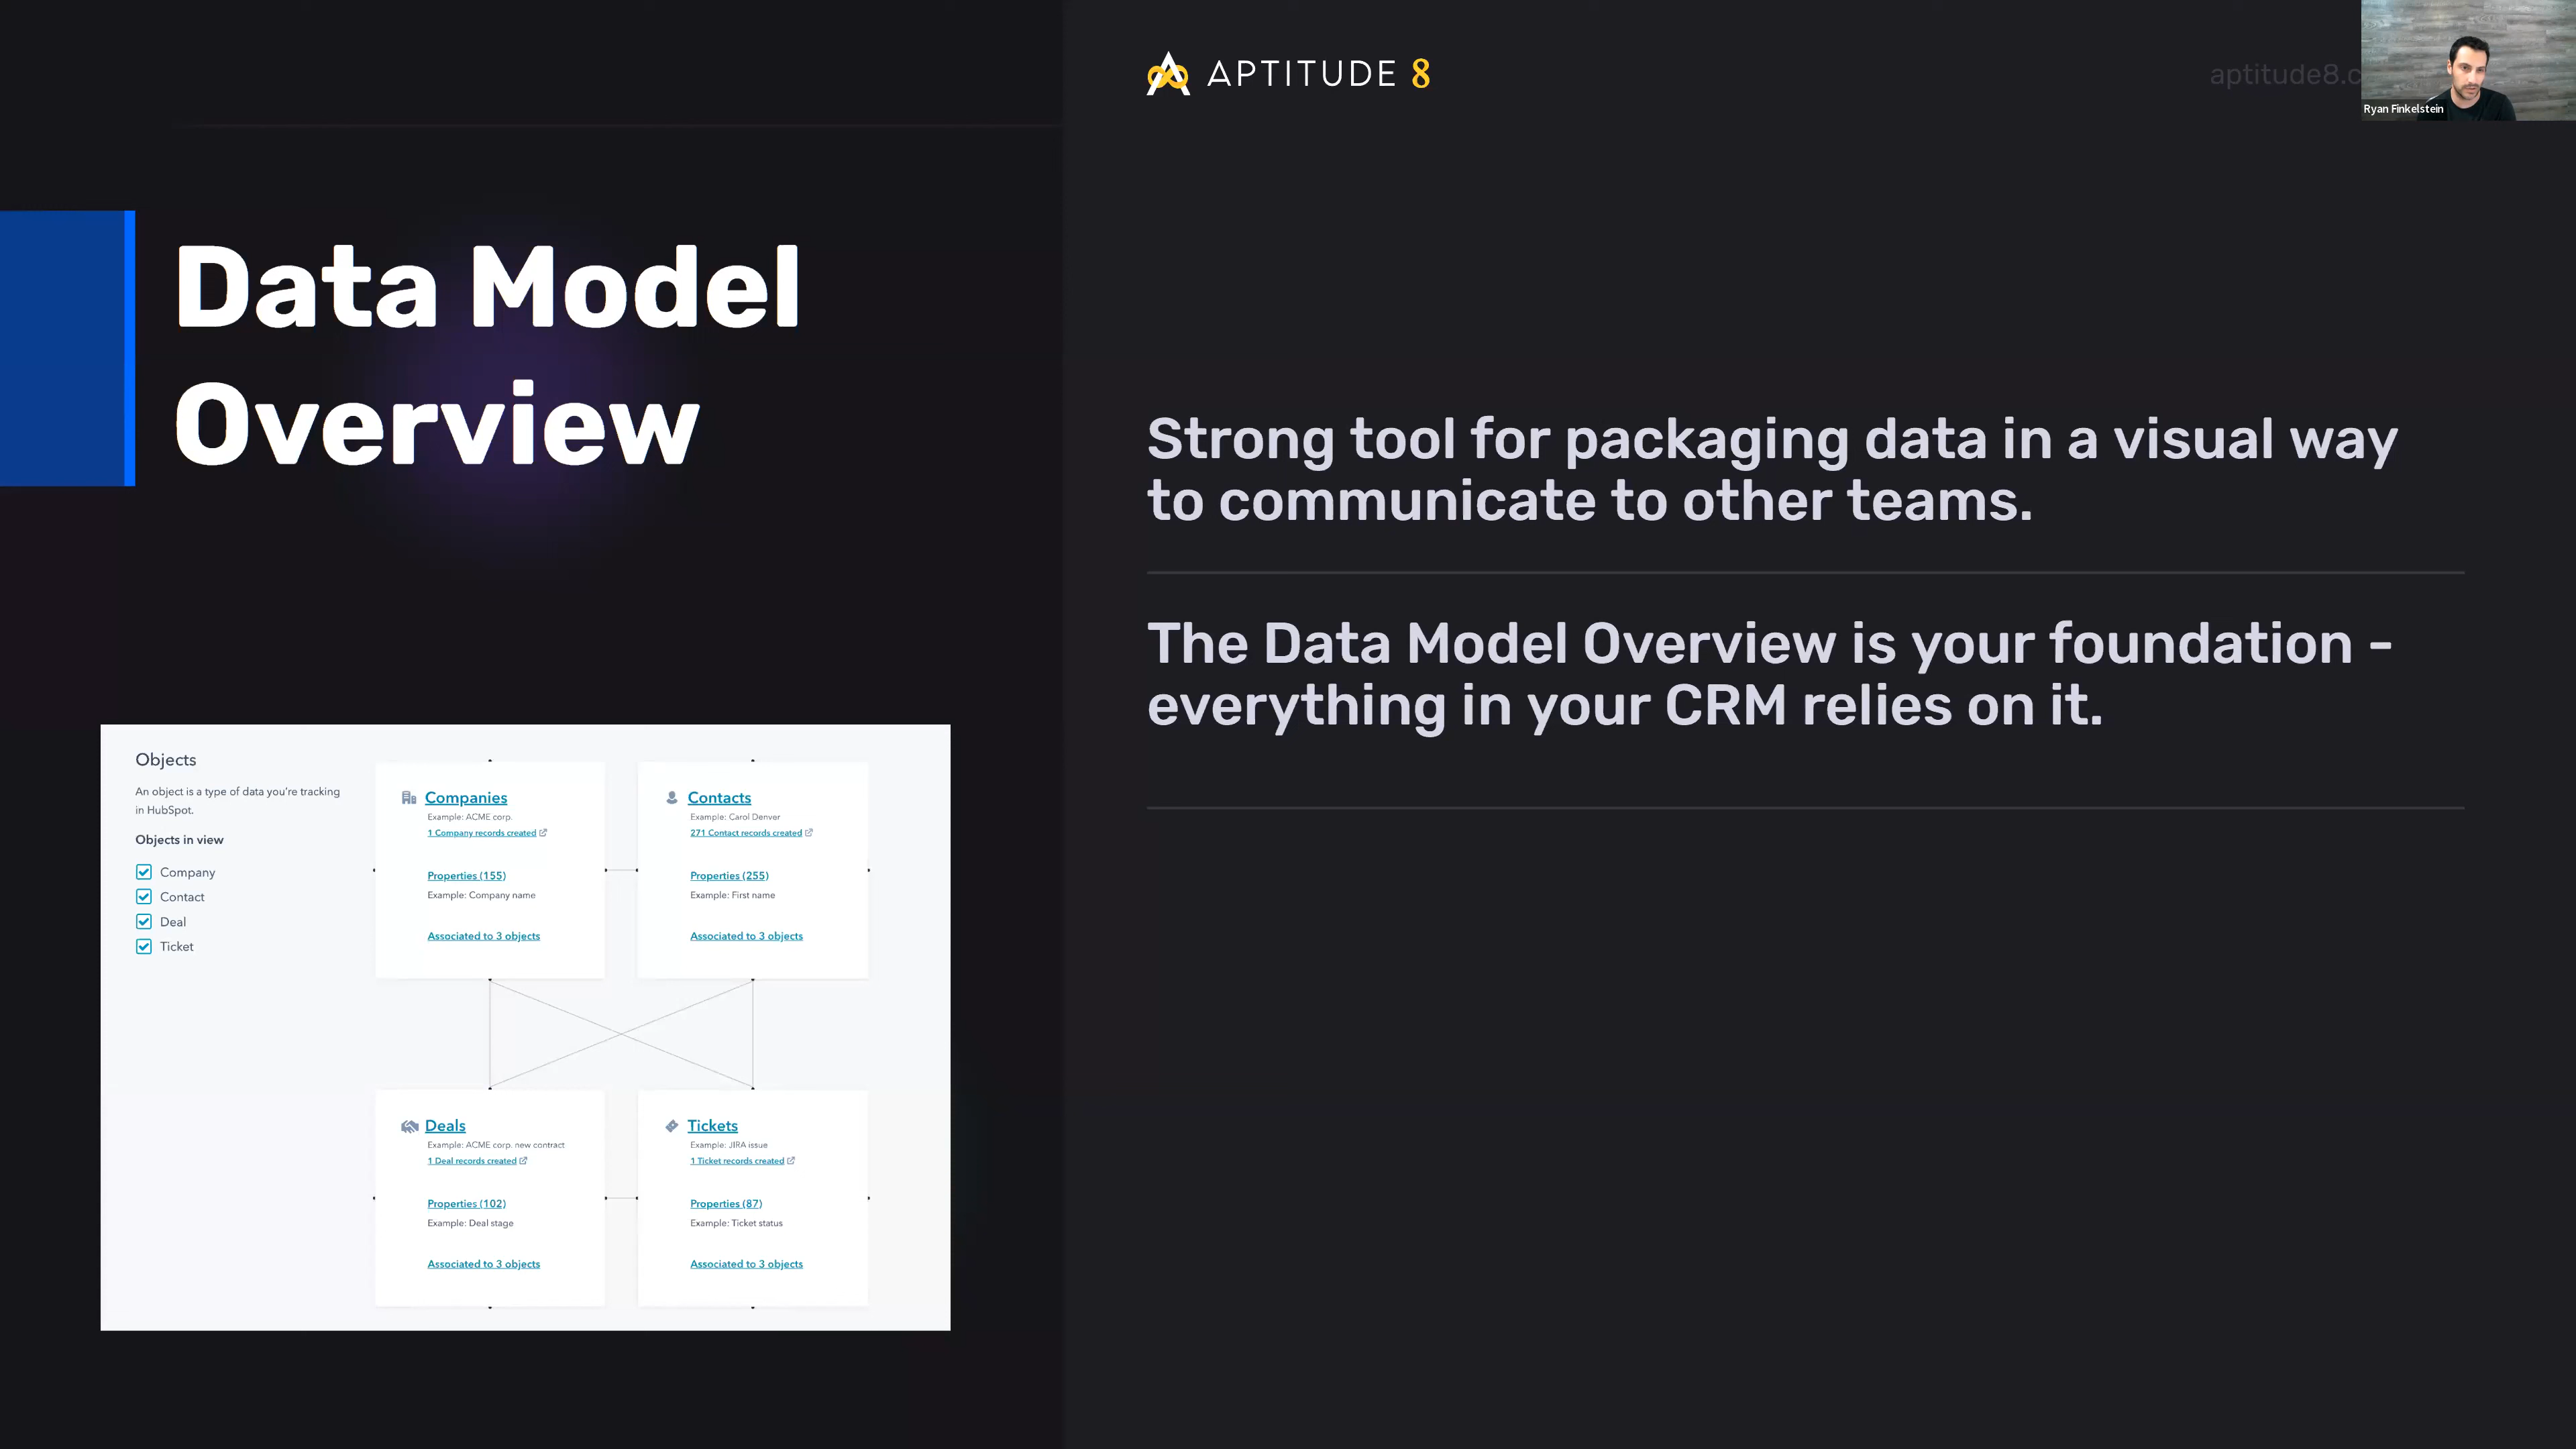 APTITUDE 8
aptitude8.c
Ryan Finkelstein
Data Model
Overview
Strong tool for packaging data in a visual way
to communicate to other teams.
The Data Model Overview is your foundation -
everything in your CRM relies on it.
Objects
An object is a type of data you're tracking
in HubSpot.
Objects in view
Company
Contact
Deal
Ticket
Companies
Example: ACME corp.
1 Company records created
Properties (155)
Example: Company name
Associated to 3 objects
Contacts
Example: Carol Denver
271 Contact records created
Properties (255)
Example: First name
Associated to 3 objects
Deals
Example: ACME corp. new contract
1 Deal records created
Properties (102)
Example: Deal stage
Associated to 3 objects
Tickets
Example: JIRA issue
1 Ticket records created
Properties (87)
Example: Ticket status
Associated to 3 objects